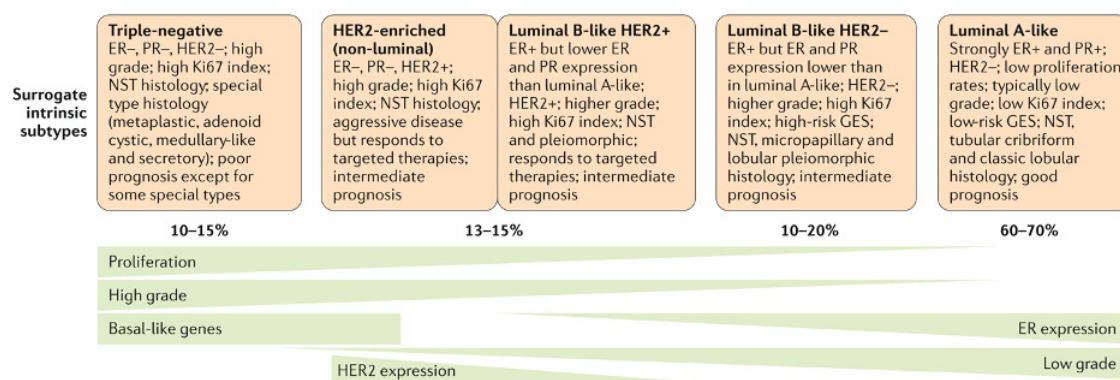 Surrogate
intrinsic
subtypes
Triple-negative
ER–, PR–, HER2–; high
grade; high Ki67 index;
NST histology; special
type histology
(metaplastic, adenoid
cystic, medullary-like
and secretory); poor
prognosis except for
some special types
HER2-enriched
(non-luminal)
ER–, PR–, HER2+;
high grade; high Ki67
index; NST histology;
aggressive disease
but responds to
targeted therapies;
intermediate
prognosis
Luminal B-like HER2+
ER+ but lower ER
and PR expression
than luminal A-like;
HER2+; higher grade;
high Ki67 index; NST
and pleiomorphic;
responds to targeted
therapies; intermediate
prognosis
Luminal B-like HER2–
ER+ but ER and PR
expression lower than
in luminal A-like; HER2–;
higher grade; high Ki67
index; high-risk GES;
NST, micropapillary and
lobular pleiomorphic
histology; intermediate
prognosis
Luminal A-like
Strongly ER+ and PR+;
HER2–; low proliferation
rates; typically low
grade; low Ki67 index;
low-risk GES; NST,
tubular cribriform
and classic lobular
histology; good
prognosis
10–15%
13–15%
10–20%
60–70%
Proliferation
High grade
Basal-like genes
ER expression
Low grade
HER2 expression